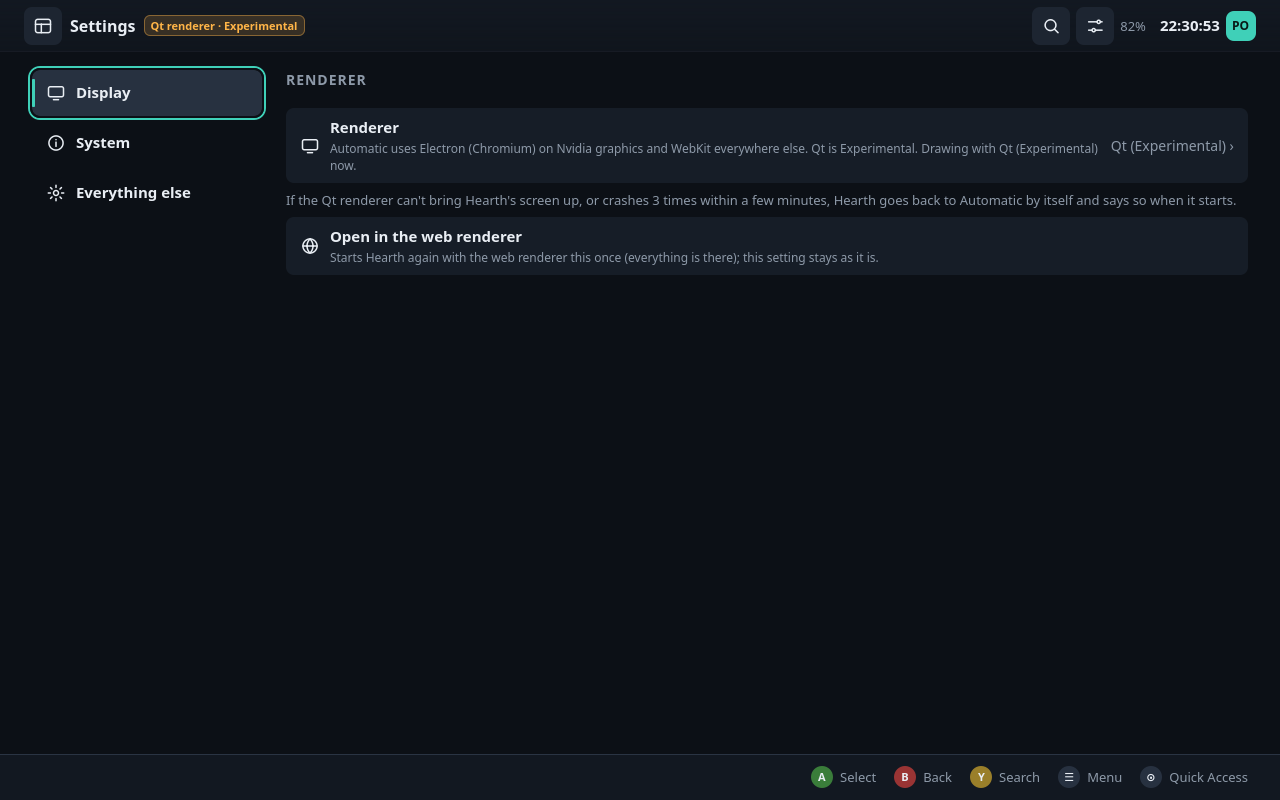 Settings
Qt renderer · Experimental
82%
22:30:53
PO
Display
System
Everything else
RENDERER
Renderer
Automatic uses Electron (Chromium) on Nvidia graphics and WebKit everywhere else. Qt is Experimental. Drawing with Qt (Experimental)
now.
Qt (Experimental) ›
If the Qt renderer can't bring Hearth's screen up, or crashes 3 times within a few minutes, Hearth goes back to Automatic by itself and says so when it starts.
Open in the web renderer
Starts Hearth again with the web renderer this once (everything is there); this setting stays as it is.
A Select
B Back
Y Search
☰ Menu
Quick Access